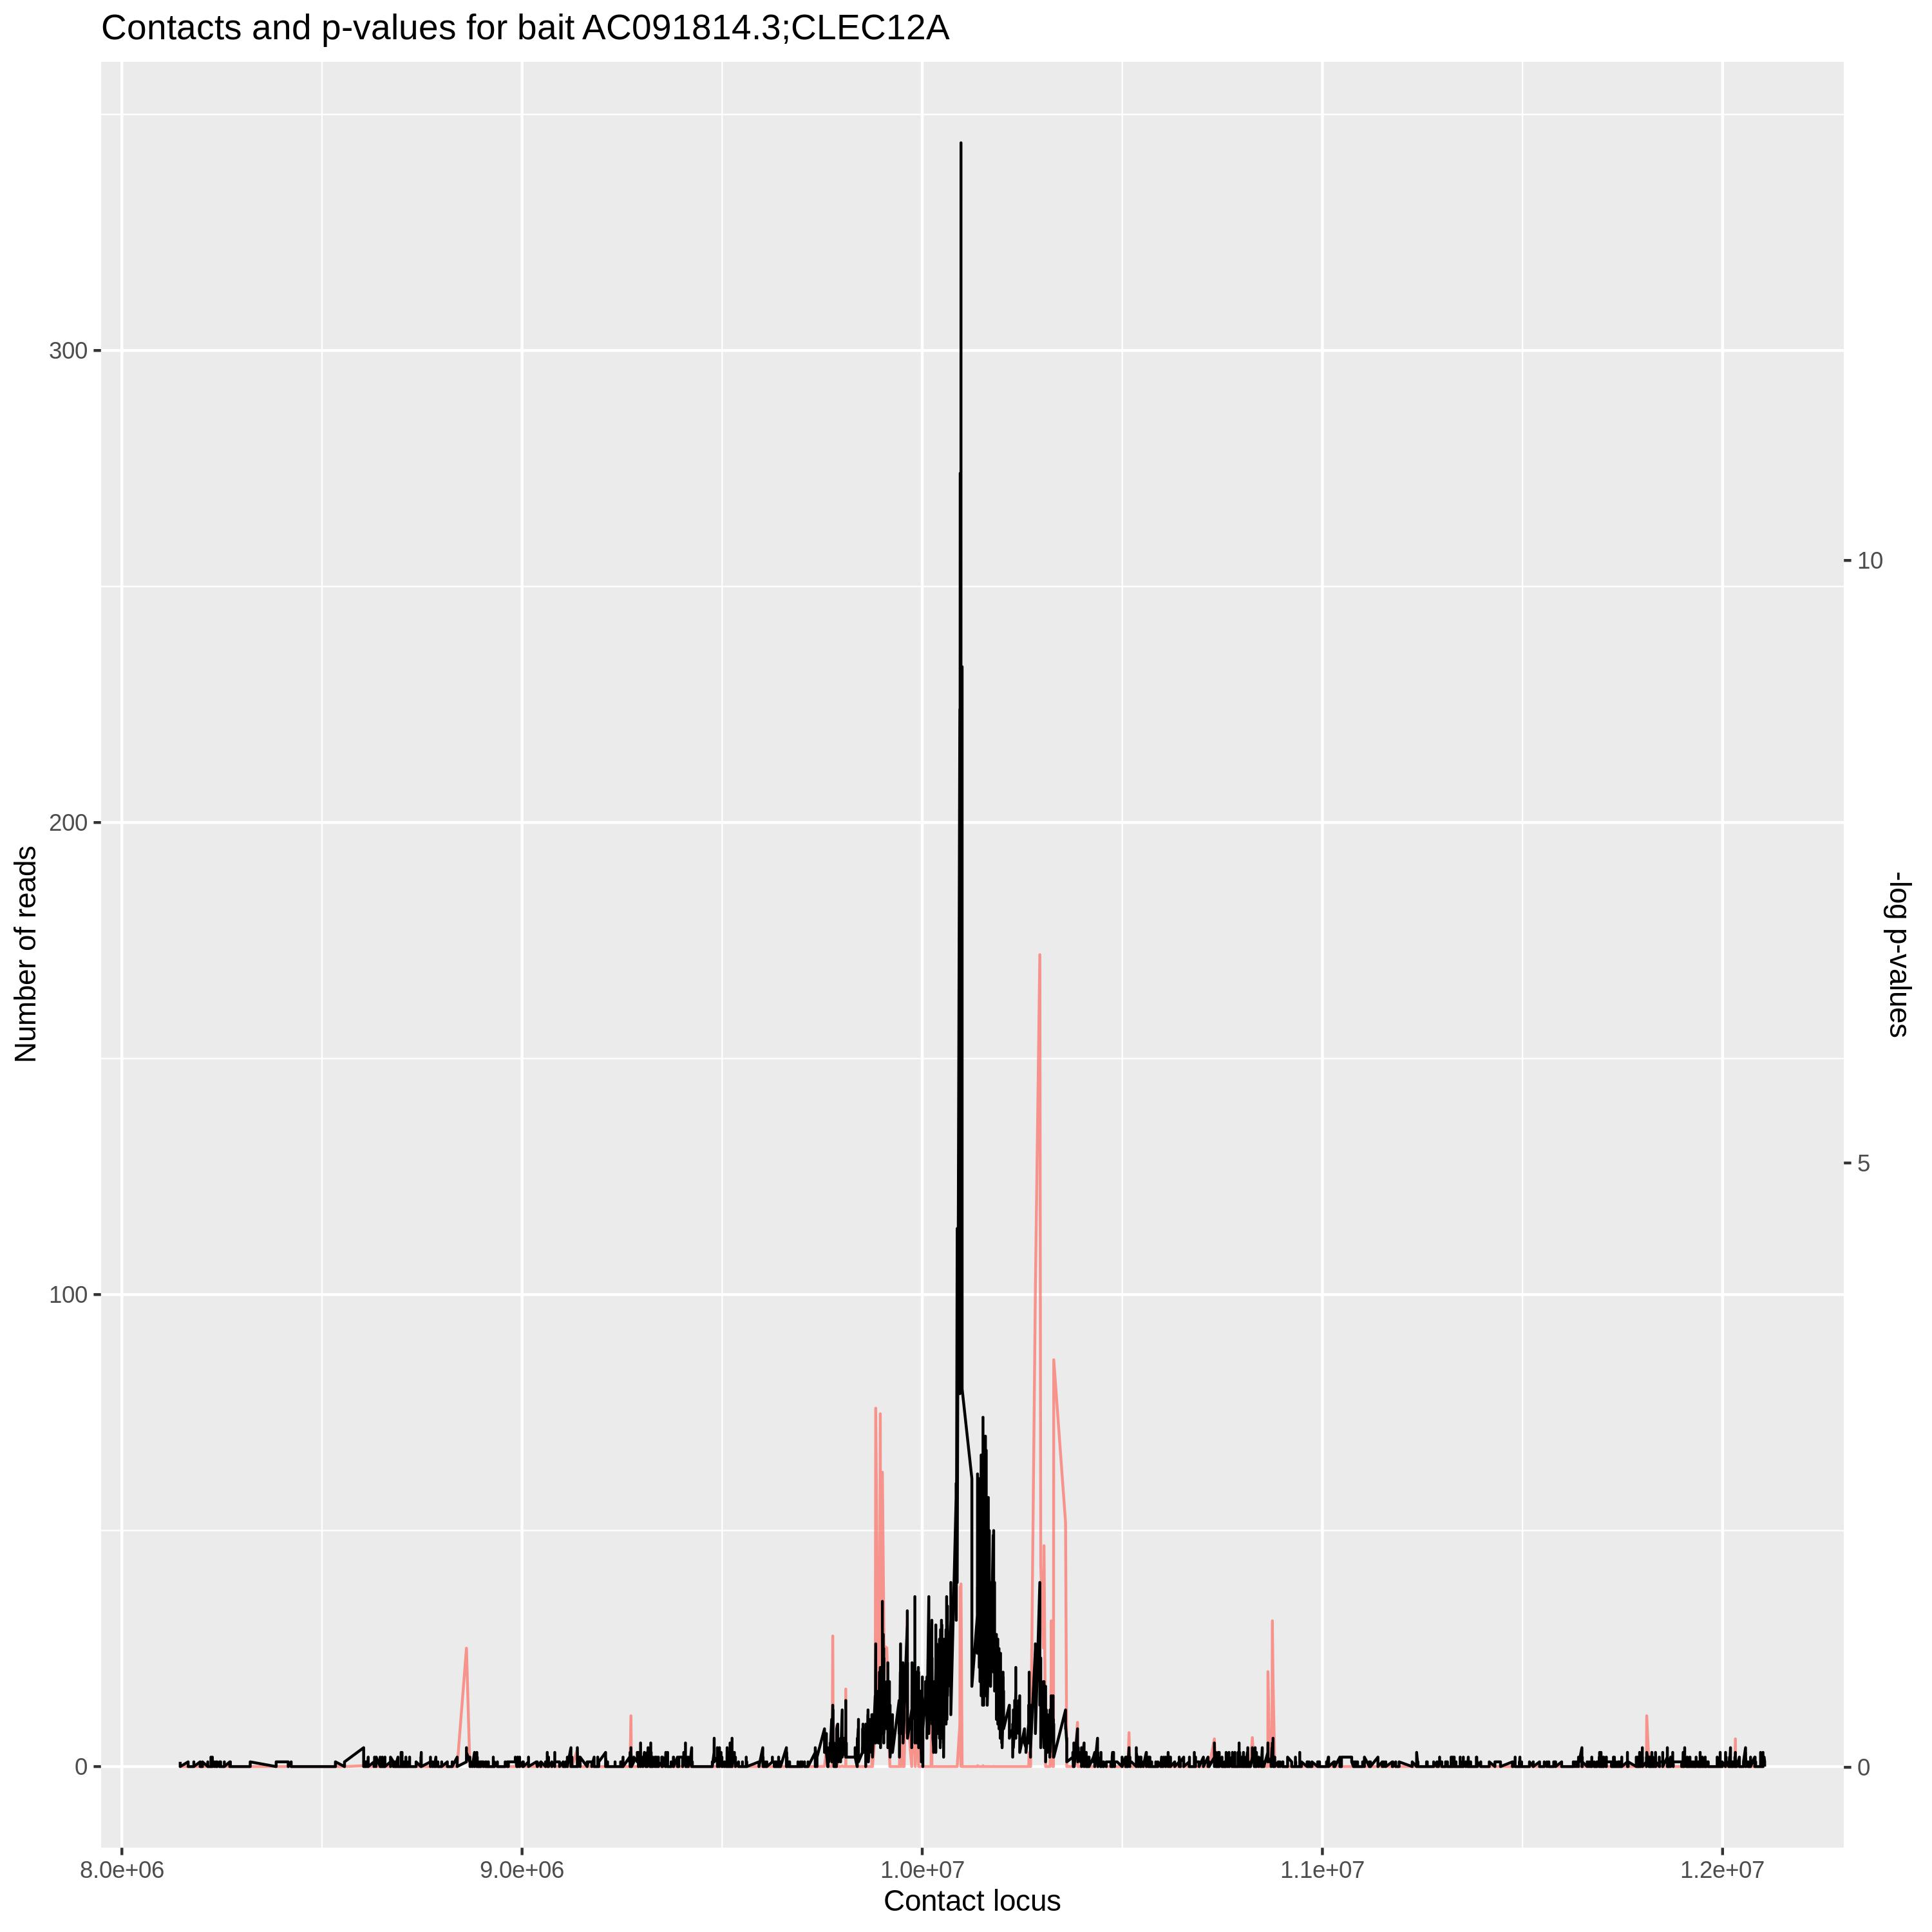 Contacts and p-values for bait AC091814.3;CLEC12A
300
200
100
0
Number of reads
10
5
0
-log p-values
8.0e+06
9.0e+06
1.0e+07
1.1e+07
1.2e+07
Contact locus